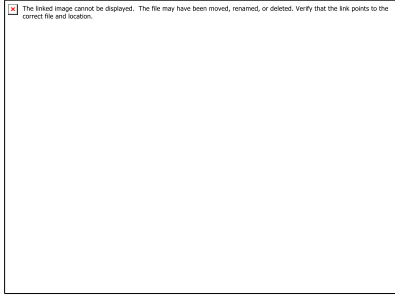 The linked image cannot be displayed. The file may have been moved, renamed, or deleted. Verify that the link points to the
correct file and location.